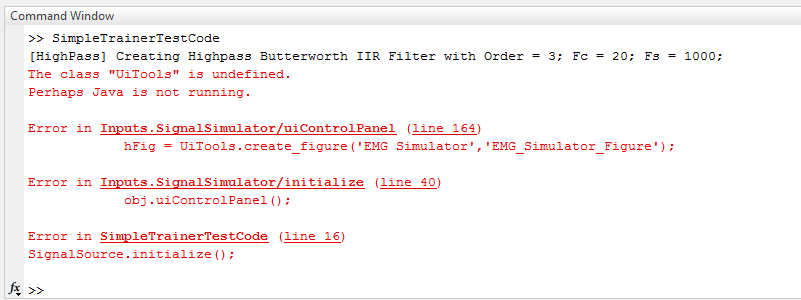 Command Window
>> SimpleTrainerTestCode
[HighPass] Creating Highpass Butterworth IIR Filter with Order = 3; Fc = 20; Fs = 1000;
The class "UiTools" is undefined.
Perhaps Java is not running.
Error in Inputs.SignalSimulator/uiControlPanel (line 164)
hFig = UiTools.create_figure('EMG Simulator','EMG_Simulator_Figure');
Error in Inputs.SignalSimulator/initialize (line 40)
obj.uiControlPanel();
Error in SimpleTrainerTestCode (line 16)
SignalSource.initialize();
fx >>